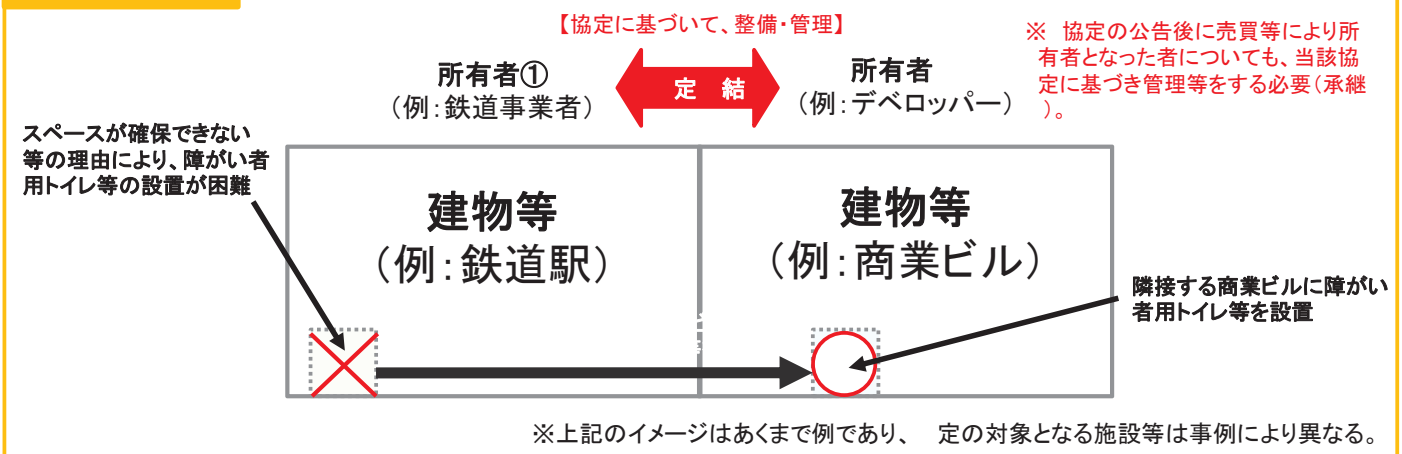 【協定に基づいて、整備・管理】
※ 協定の公告後に売買等により所
有者となった者についても、当該協
定に基づき管理等をする必要(承継
)。
所有者①
(例:鉄道事業者)
定 結
所有者
(例:デベロッパー)
スペースが確保できない
等の理由により、障がい者
用トイレ等の設置が困難
建物等
(例:鉄道駅)
建物等
(例:商業ビル)
隣接する商業ビルに障がい
者用トイレ等を設置
※上記のイメージはあくまで例であり、 定の対象となる施設等は事例により異なる。